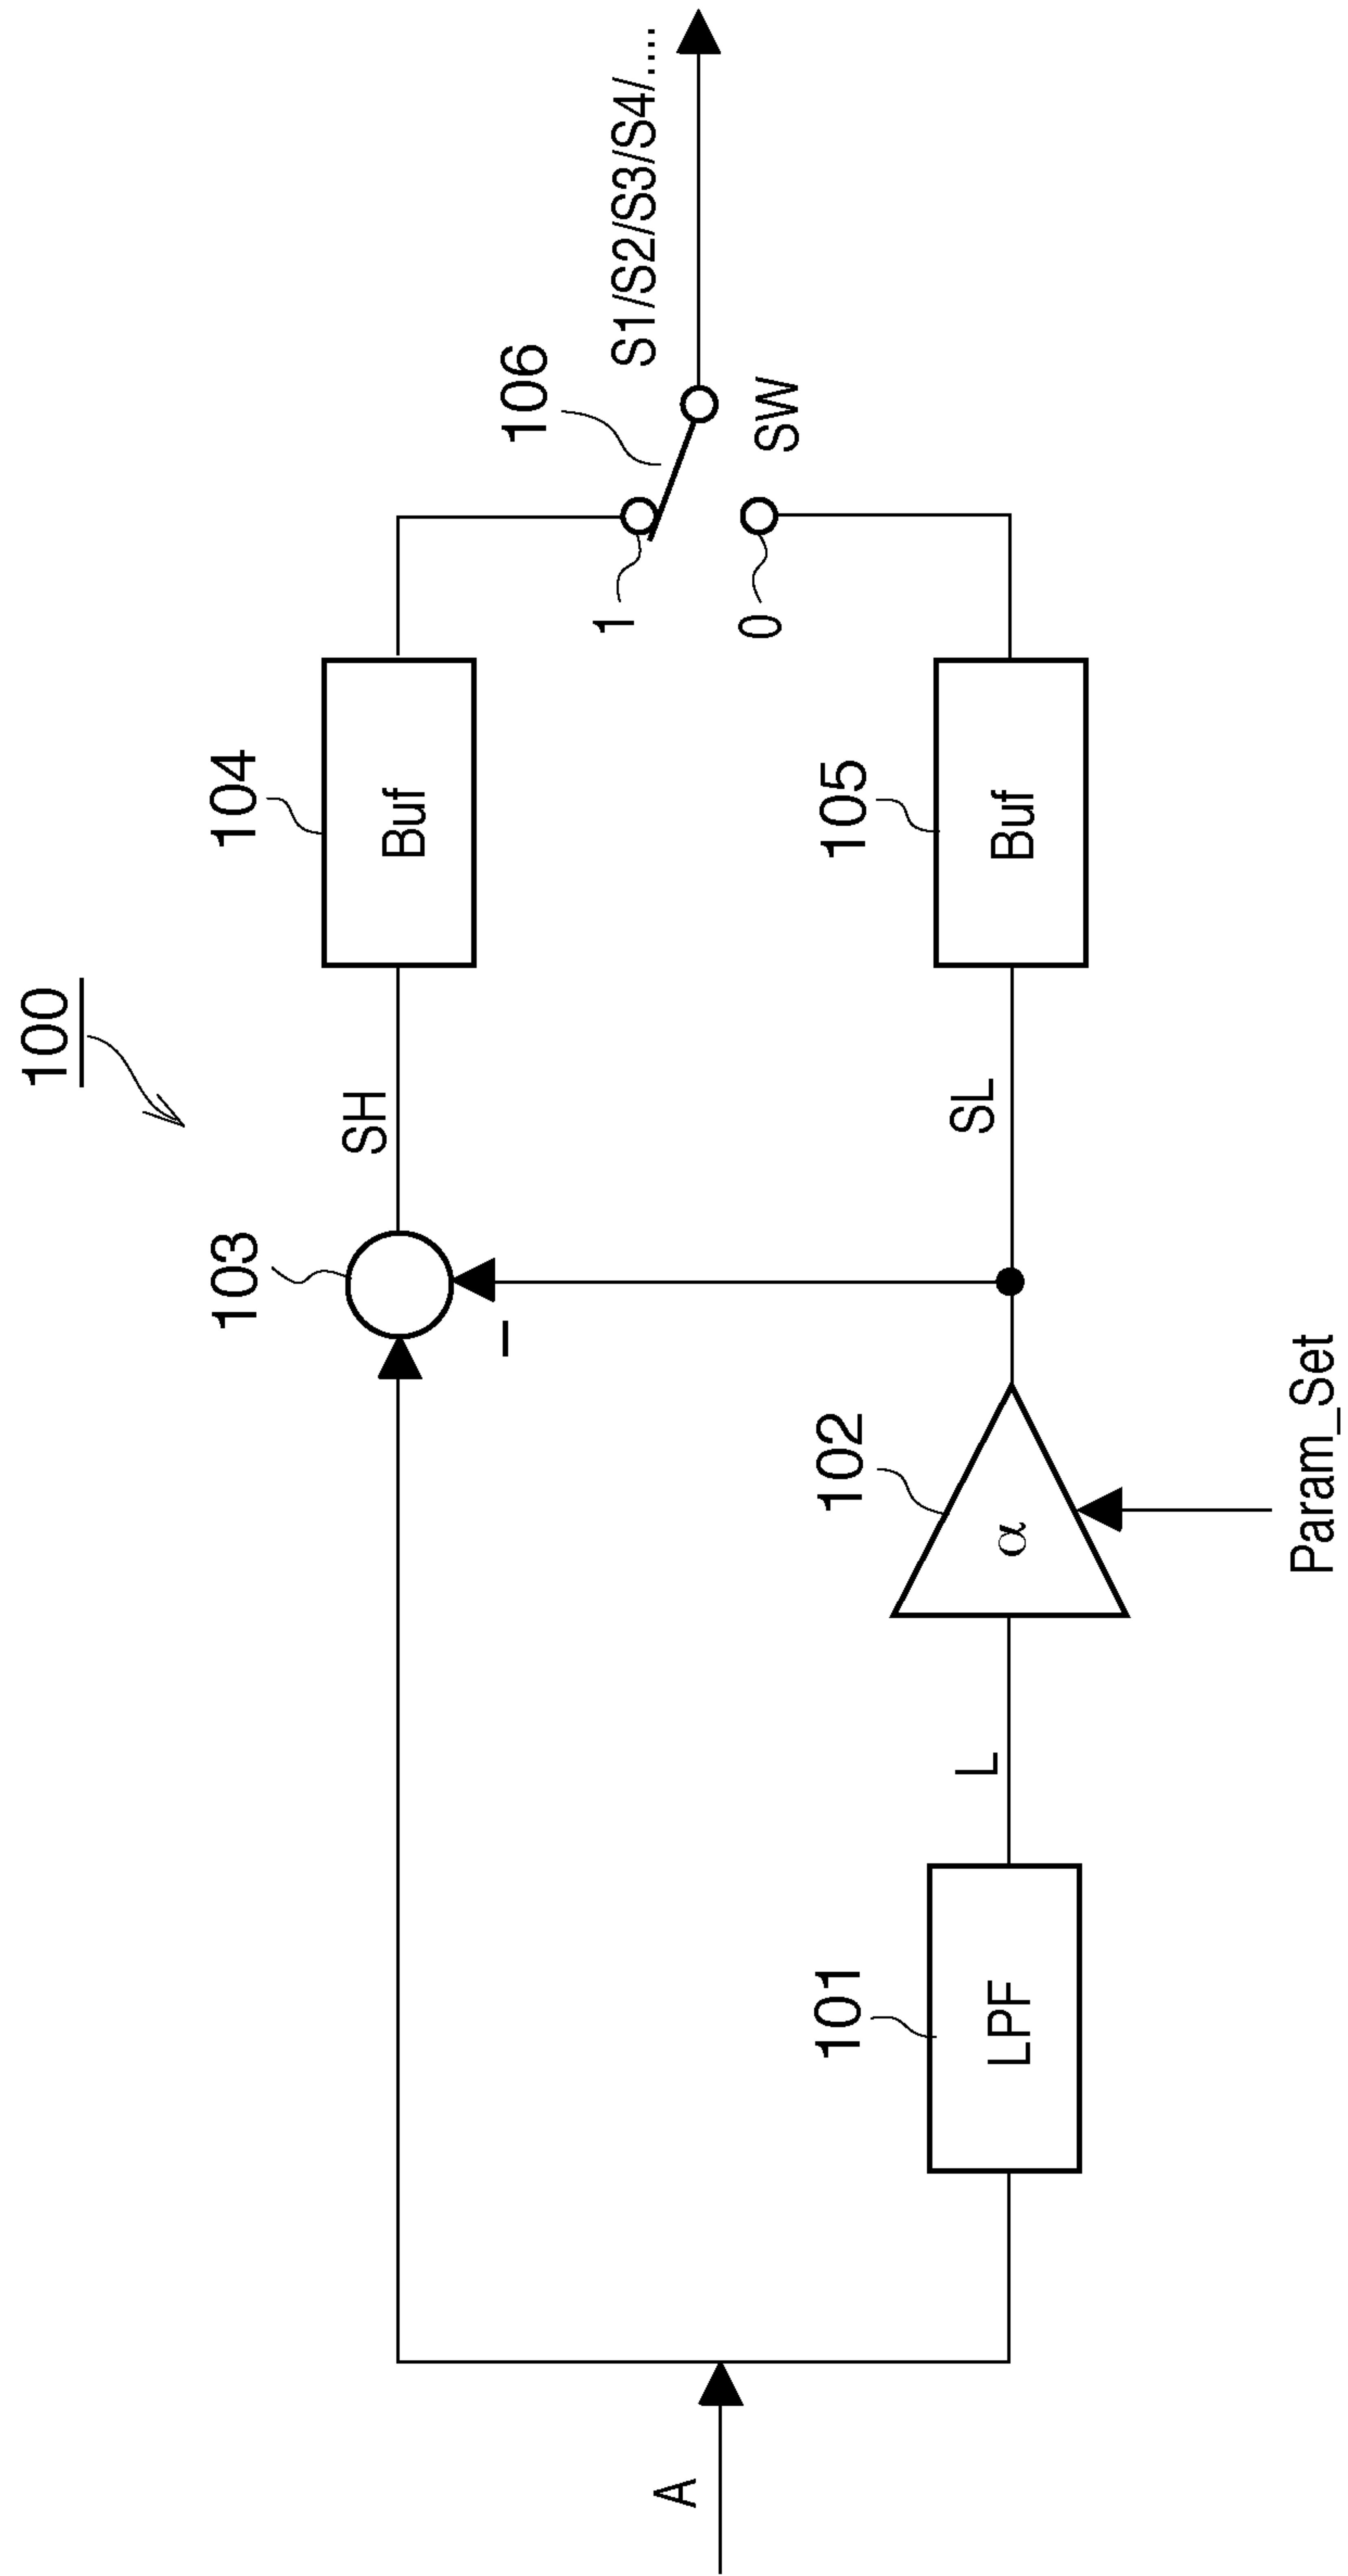 100
103
SH
104
Buf
106
1
S1/S2/S3/S4/....
0
SW
A
101
LPF
L
102
α
Param_Set
–
SL
105
Buf